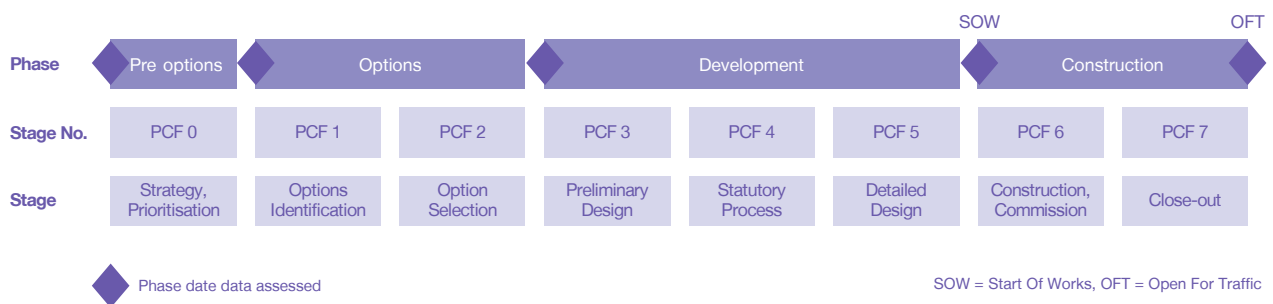 SOW OFT
Phase Pre options Options Development Construction
Stage No. PCF 0 PCF 1 PCF 2 PCF 3 PCF 4 PCF 5 PCF 6 PCF 7
Stage
Strategy,
Prioritisation
Options
Identification
Option
Selection
Preliminary
Design
Statutory
Process
Detailed
Design
Construction,
Commission
Close-out
Phase date data assessed
SOW = Start Of Works, OFT = Open For Traffic